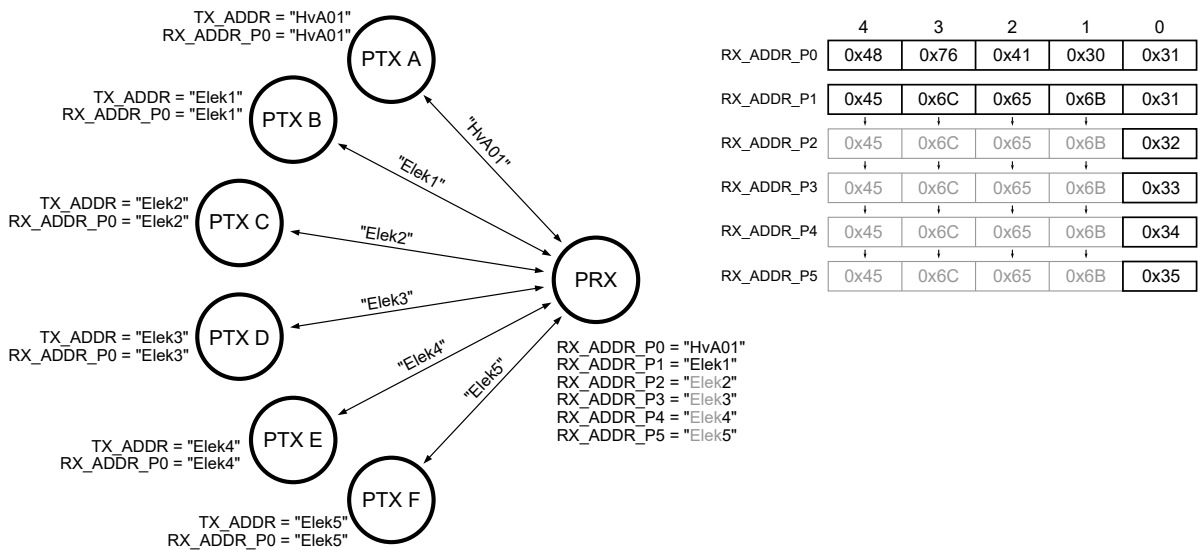 TX_ADDR = "HvA01"
RX_ADDR_P0 = "HvA01"
PTX A
TX_ADDR = "Elek1"
RX_ADDR_P0 = "Elek1"
PTX B
TX_ADDR = "Elek2"
RX_ADDR_P0 = "Elek2"
PTX C
TX_ADDR = "Elek3"
RX_ADDR_P0 = "Elek3"
PTX D
TX_ADDR = "Elek4"
RX_ADDR_P0 = "Elek4"
PTX E
TX_ADDR = "Elek5"
RX_ADDR_P0 = "Elek5"
PTX F
"HvA01"
"Elek1"
"Elek2"
"Elek3"
"Elek4"
"Elek5"
PRX
RX_ADDR_P0 = "HvA01"
RX_ADDR_P1 = "Elek1"
RX_ADDR_P2 = "Elek2"
RX_ADDR_P3 = "Elek3"
RX_ADDR_P4 = "Elek4"
RX_ADDR_P5 = "Elek5"
4 3 2 1 0
RX_ADDR_P0 0x48 0x76 0x41 0x30 0x31
RX_ADDR_P1 0x45 0x6C 0x65 0x6B 0x31
RX_ADDR_P2 0x45 0x6C 0x65 0x6B 0x32
RX_ADDR_P3 0x45 0x6C 0x65 0x6B 0x33
RX_ADDR_P4 0x45 0x6C 0x65 0x6B 0x34
RX_ADDR_P5 0x45 0x6C 0x65 0x6B 0x35